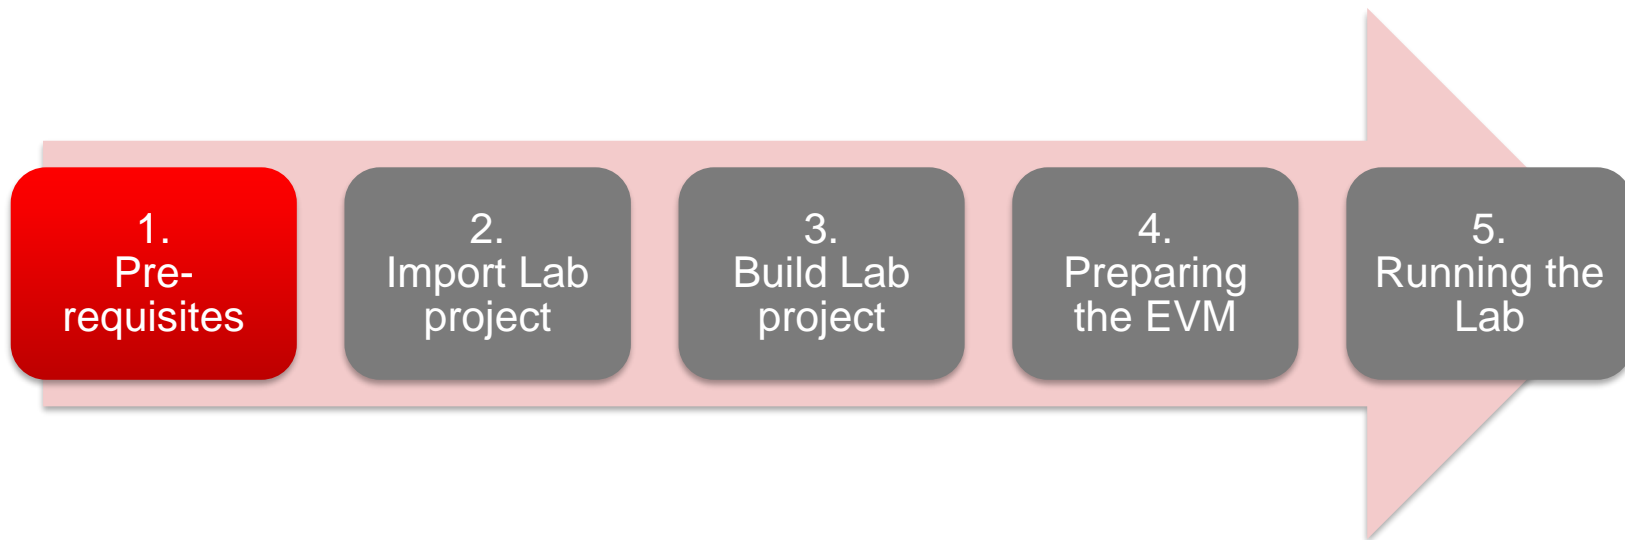 1.
Pre-
requisites
2.
Import Lab
project
3.
Build Lab
project
4.
Preparing
the EVM
5.
Running the
Lab